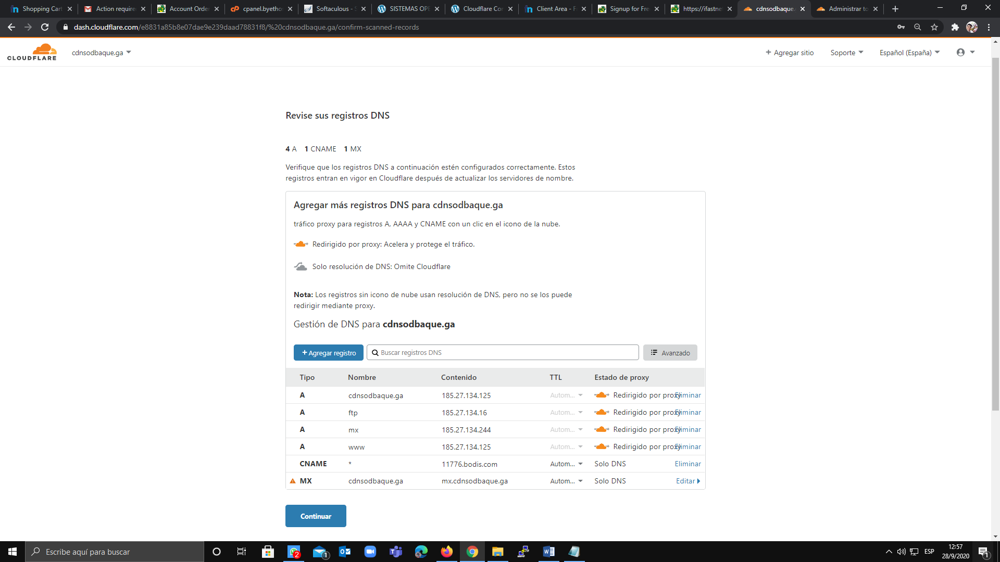 Shopping Cart
Action require
Account Order
cpanel.byetho
Softaculous - S
SISTEMAS OPE
Cloudflare Cor
Client Area - F
Signup for Fre
https://ifastne
cdnsodbaque.
Administrar to
dash.cloudflare.com/e8831a85b8e07dae9e239daad78831f8/%20cdnsodbaque.ga/confirm-scanned-records
CLOUDFLARE
cdnsodbaque.ga
+ Agregar sitio
Soporte
Español (España)
Revise sus registros DNS
4 A 1 CNAME 1 MX
Verifique que los registros DNS a continuación estén configurados correctamente. Estos
registros entran en vigor en Cloudflare después de actualizar los servidores de nombre.
Agregar más registros DNS para cdnsodbaque.ga
tráfico proxy para registros A, AAAA y CNAME con un clic en el icono de la nube.
Redirigido por proxy: Acelera y protege el tráfico.
Solo resolución de DNS: Omite Cloudflare
Nota: Los registros sin icono de nube usan resolución de DNS, pero no se los puede
redirigir mediante proxy.
Gestión de DNS para cdnsodbaque.ga
+ Agregar registro
Buscar registros DNS
Avanzado
Tipo Nombre Contenido TTL Estado de proxy
A cdnsodbaque.ga 185.27.134.125 Autom... Redirigido por proxy Eliminar
A ftp 185.27.134.16 Autom... Redirigido por proxy Eliminar
A mx 185.27.134.244 Autom... Redirigido por proxy Eliminar
A www 185.27.134.125 Autom... Redirigido por proxy Eliminar
CNAME * 11776.bodis.com Autom... Solo DNS Eliminar
MX cdnsodbaque.ga mx.cdnsodbaque.ga Autom... Solo DNS Editar
Continuar
Escribe aquí para buscar
2
1
ESP
12:57
28/9/2020
1